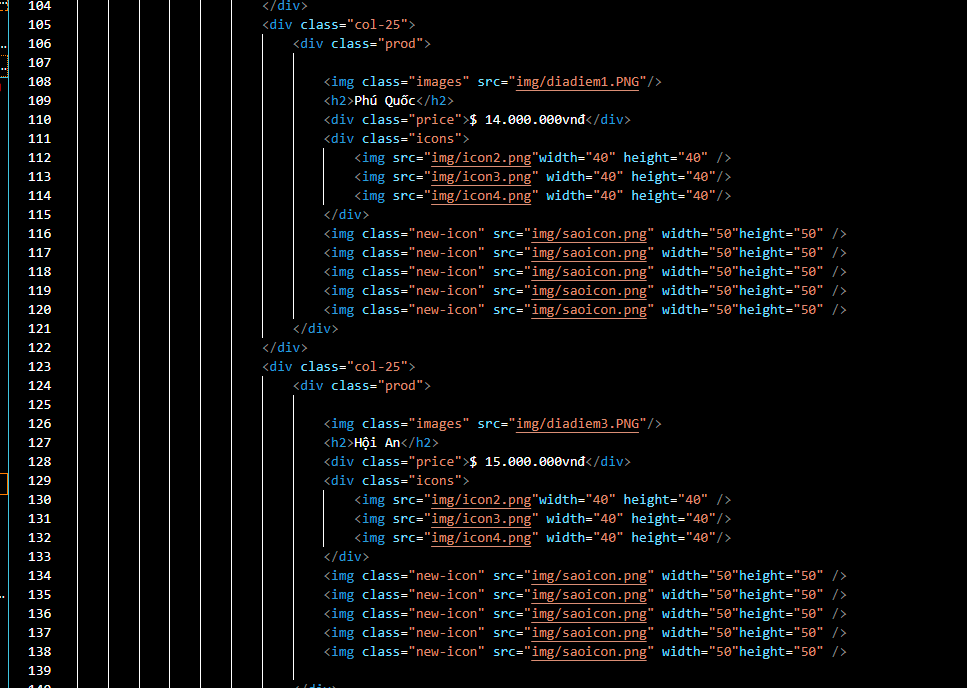 104 </div>
105 <div class="col-25">
106 <div class="prod">
107
108 <img class="images" src="img/diadiem1.PNG"/>
109 <h2>Phú Quốc</h2>
110 <div class="price">$ 14.000.000vnđ</div>
111 <div class="icons">
112 <img src="img/icon2.png"width="40" height="40" />
113 <img src="img/icon3.png" width="40" height="40"/>
114 <img src="img/icon4.png" width="40" height="40"/>
115 </div>
116 <img class="new-icon" src="img/saoicon.png" width="50"height="50" />
117 <img class="new-icon" src="img/saoicon.png" width="50"height="50" />
118 <img class="new-icon" src="img/saoicon.png" width="50"height="50" />
119 <img class="new-icon" src="img/saoicon.png" width="50"height="50" />
120 <img class="new-icon" src="img/saoicon.png" width="50"height="50" />
121 </div>
122 </div>
123 <div class="col-25">
124 <div class="prod">
125
126 <img class="images" src="img/diadiem3.PNG"/>
127 <h2>Hội An</h2>
128 <div class="price">$ 15.000.000vnđ</div>
129 <div class="icons">
130 <img src="img/icon2.png"width="40" height="40" />
131 <img src="img/icon3.png" width="40" height="40"/>
132 <img src="img/icon4.png" width="40" height="40"/>
133 </div>
134 <img class="new-icon" src="img/saoicon.png" width="50"height="50" />
135 <img class="new-icon" src="img/saoicon.png" width="50"height="50" />
136 <img class="new-icon" src="img/saoicon.png" width="50"height="50" />
137 <img class="new-icon" src="img/saoicon.png" width="50"height="50" />
138 <img class="new-icon" src="img/saoicon.png" width="50"height="50" />
139
140 </div>